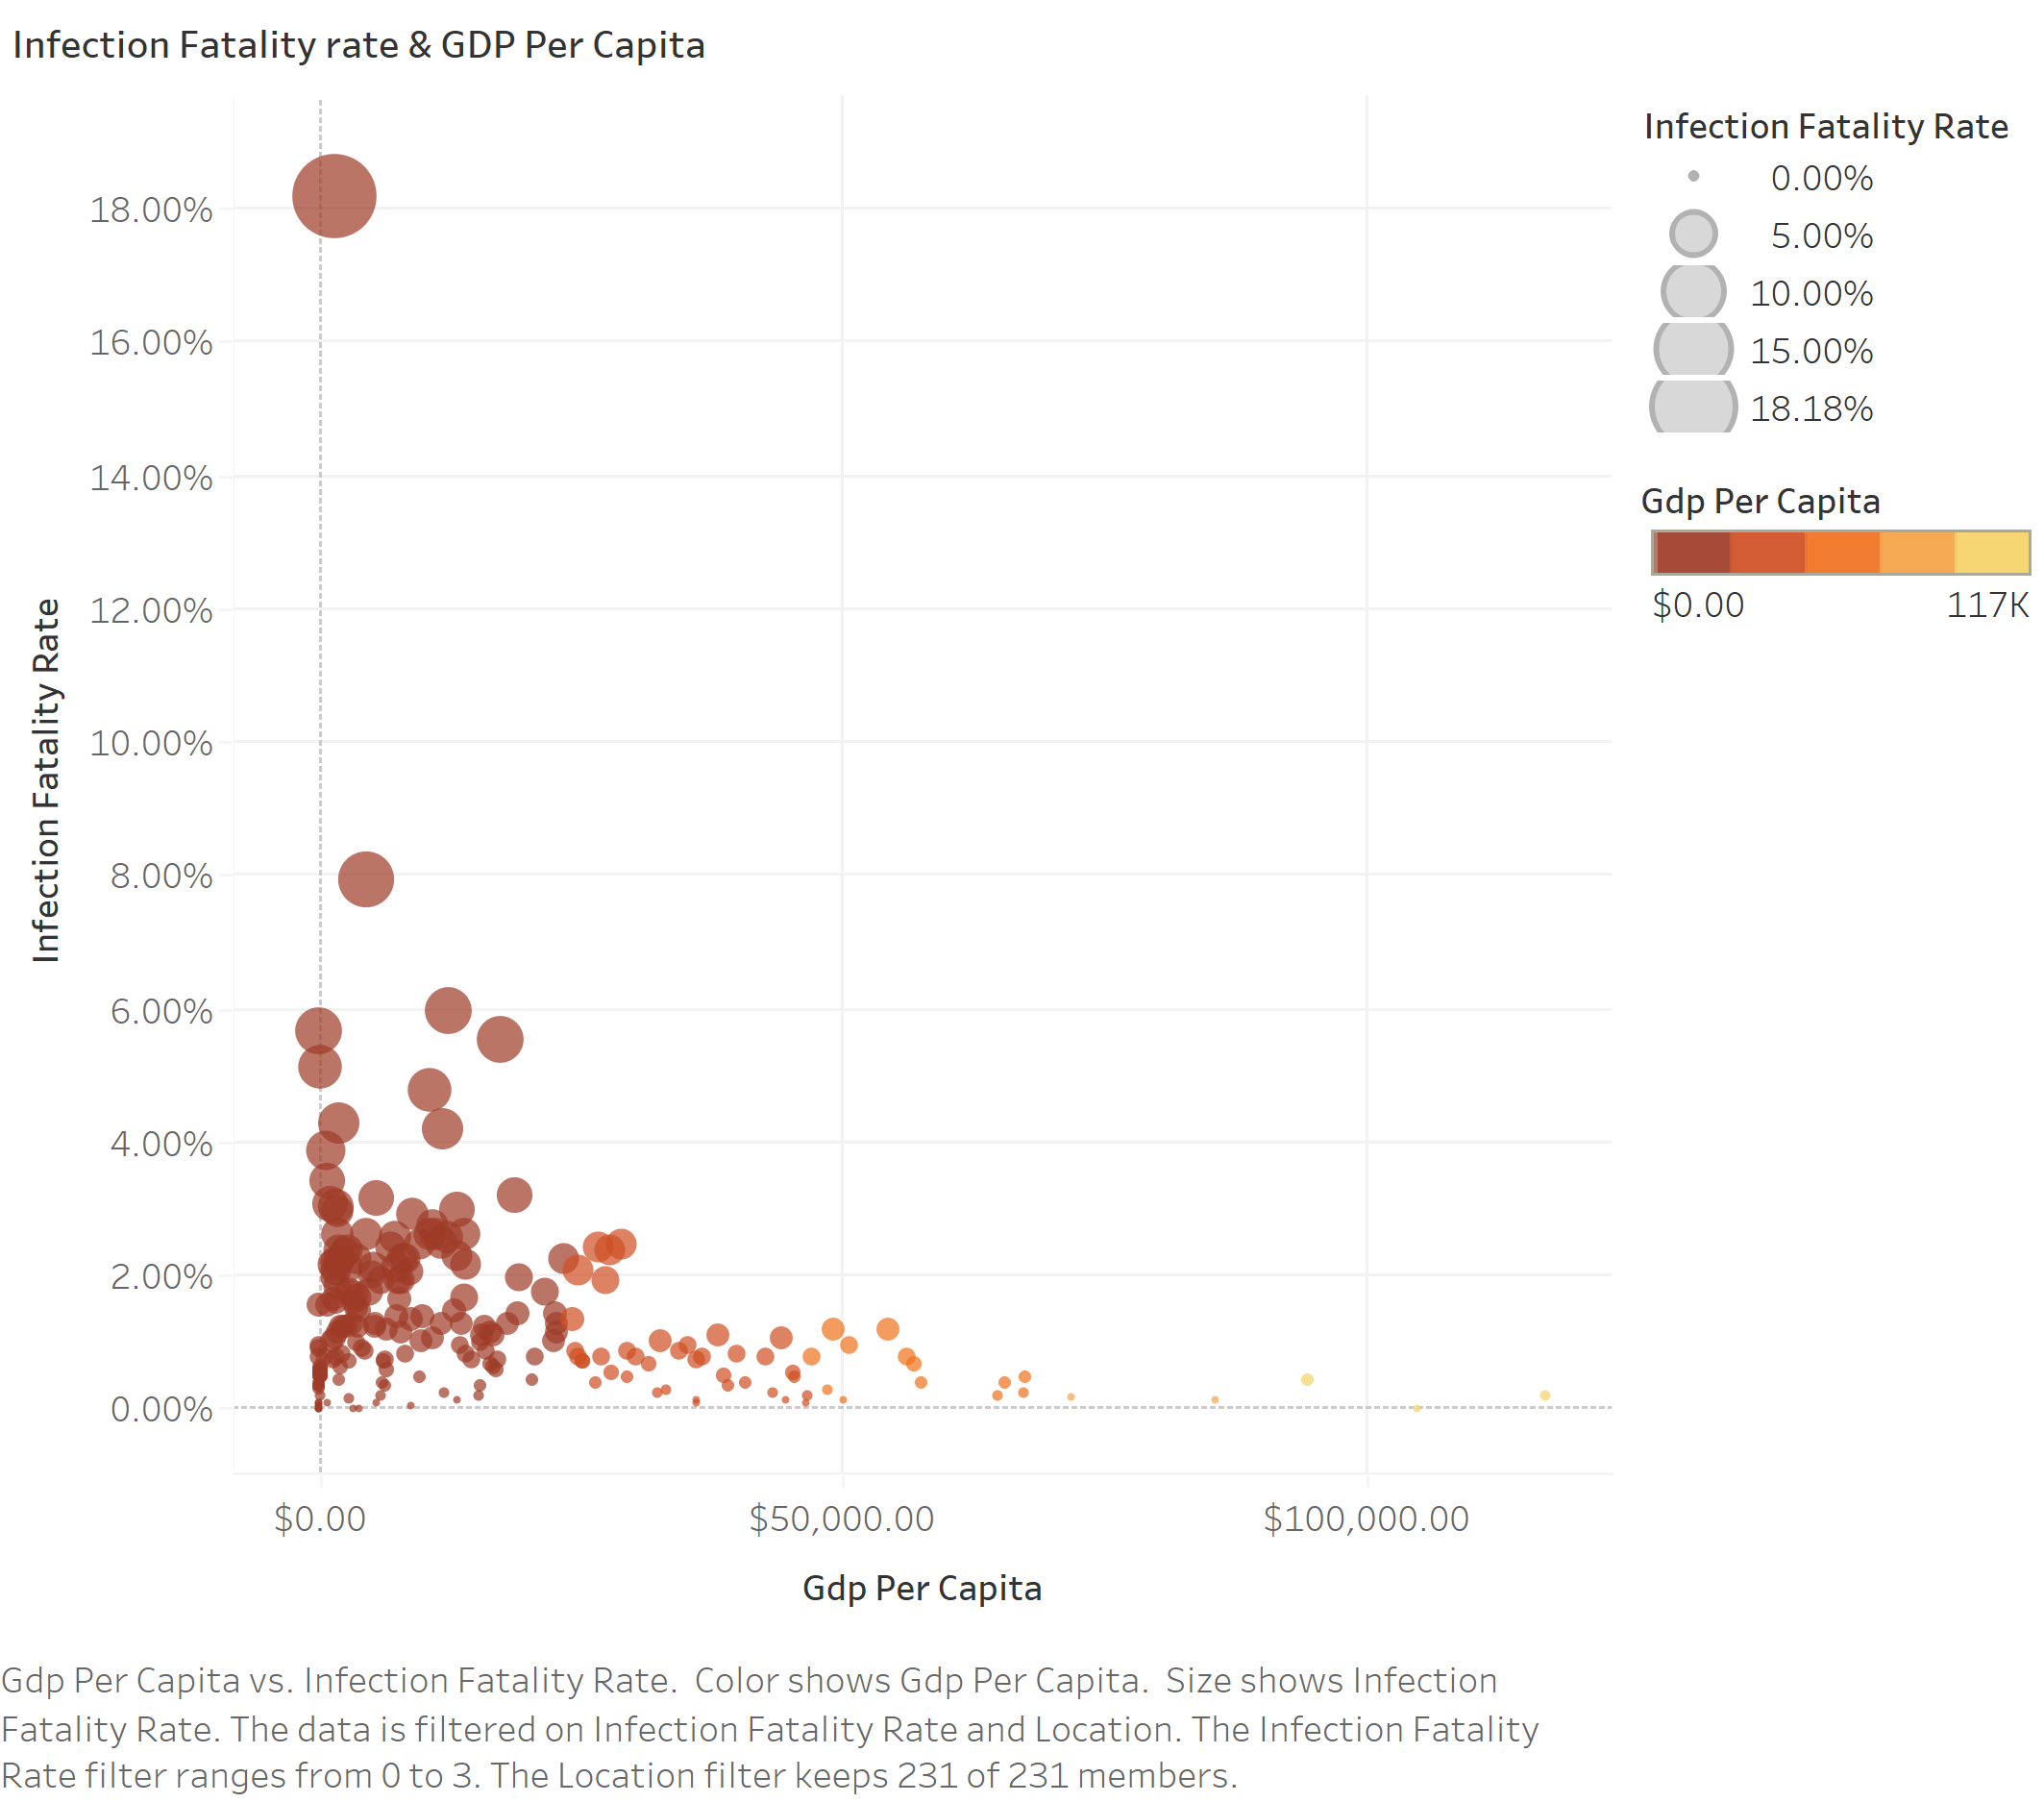 Infection Fatality rate & GDP Per Capita
Infection Fatality Rate
0.00%
5.00%
10.00%
15.00%
18.18%
Gdp Per Capita
$0.00 117K
Infection Fatality Rate
18.00%
16.00%
14.00%
12.00%
10.00%
8.00%
6.00%
4.00%
2.00%
0.00%
$0.00 $50,000.00 $100,000.00
Gdp Per Capita
Gdp Per Capita vs. Infection Fatality Rate.  Color shows Gdp Per Capita.  Size shows Infection
Fatality Rate. The data is filtered on Infection Fatality Rate and Location. The Infection Fatality
Rate filter ranges from 0 to 3. The Location filter keeps 231 of 231 members.